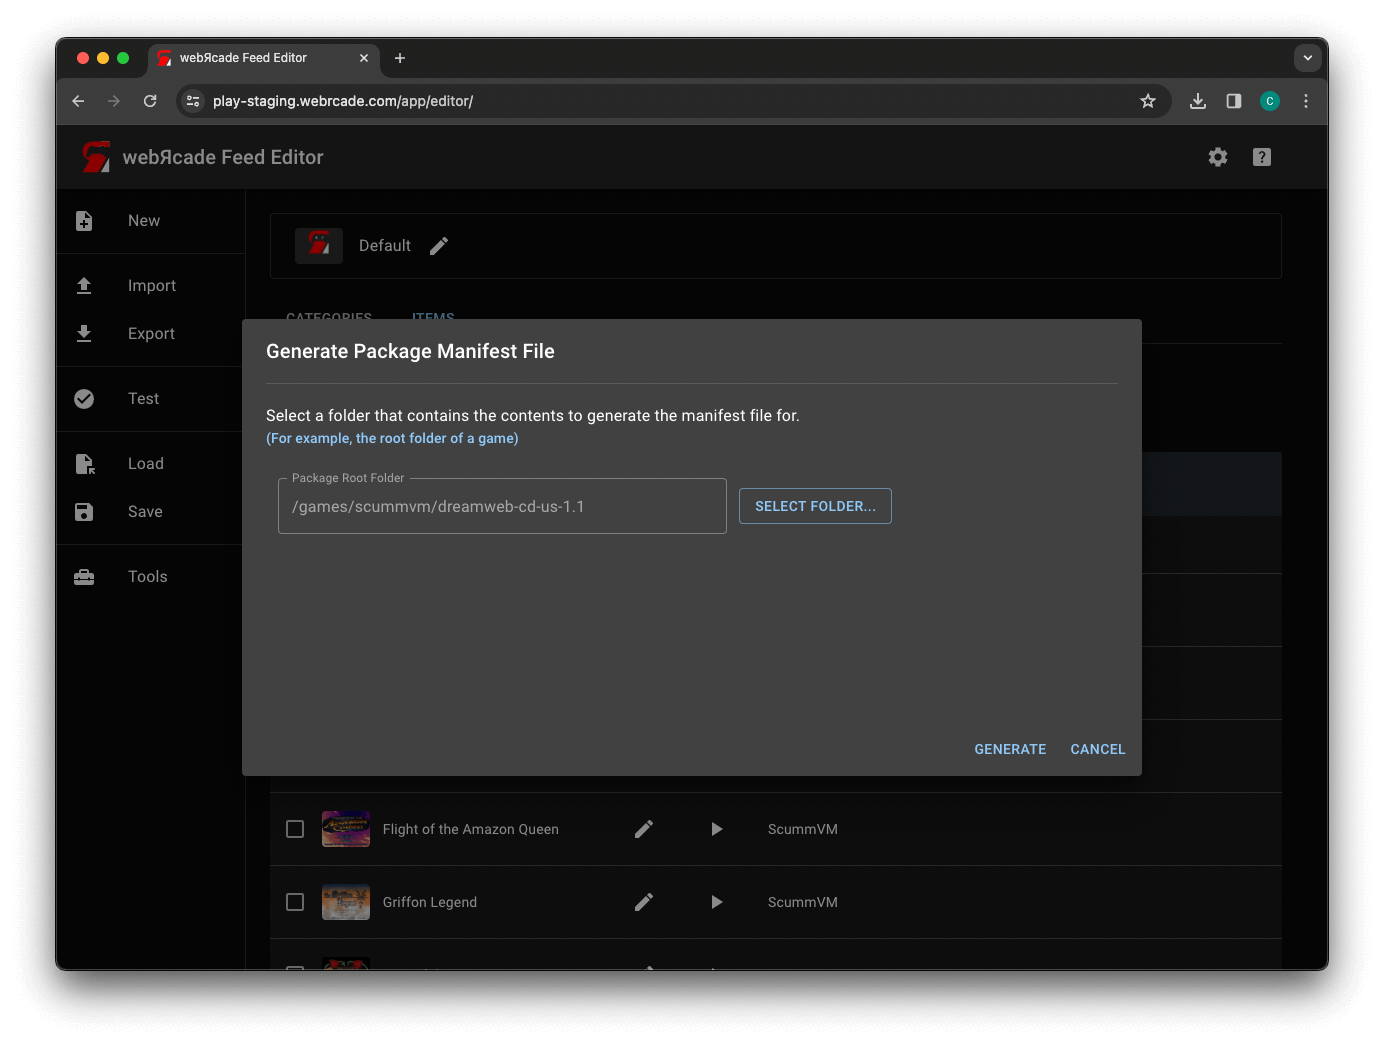 webЯcade Feed Editor
play-staging.webrcade.com/app/editor/
C
webЯcade Feed Editor
?
New
Import
Export
Test
Load
Save
Tools
Default
CATEGORIES ITEMS
Generate Package Manifest File
Select a folder that contains the contents to generate the manifest file for.
(For example, the root folder of a game)
Package Root Folder
/games/scummvm/dreamweb-cd-us-1.1
SELECT FOLDER...
GENERATE CANCEL
Flight of the Amazon Queen ScummVM
Griffon Legend ScummVM